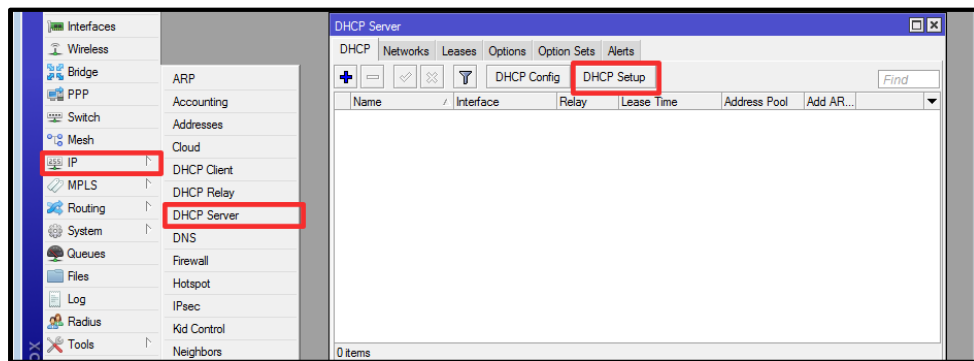 Interfaces
Wireless
Bridge
PPP
Switch
Mesh
255 IP
MPLS
Routing
System
Queues
Files
Log
Radius
Tools
ARP
Accounting
Addresses
Cloud
DHCP Client
DHCP Relay
DHCP Server
DNS
Firewall
Hotspot
IPsec
Kid Control
Neighbors
DHCP Server
DHCP Networks Leases Options Option Sets Alerts
DHCP Config DHCP Setup Find
Name / Interface Relay Lease Time Address Pool Add AR...
0 items